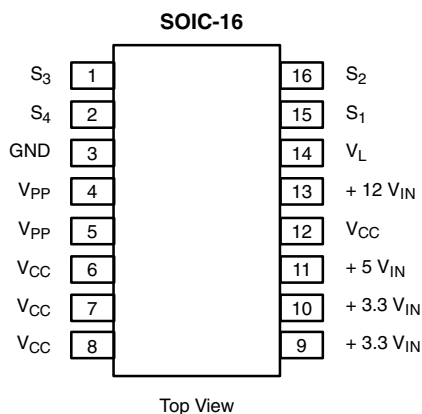 SOIC-16
S3 1 16 S2
S4 2 15 S1
GND 3 14 VL
VPP 4 13 + 12 VIN
VPP 5 12 VCC
VCC 6 11 + 5 VIN
VCC 7 10 + 3.3 VIN
VCC 8 9 + 3.3 VIN
Top View